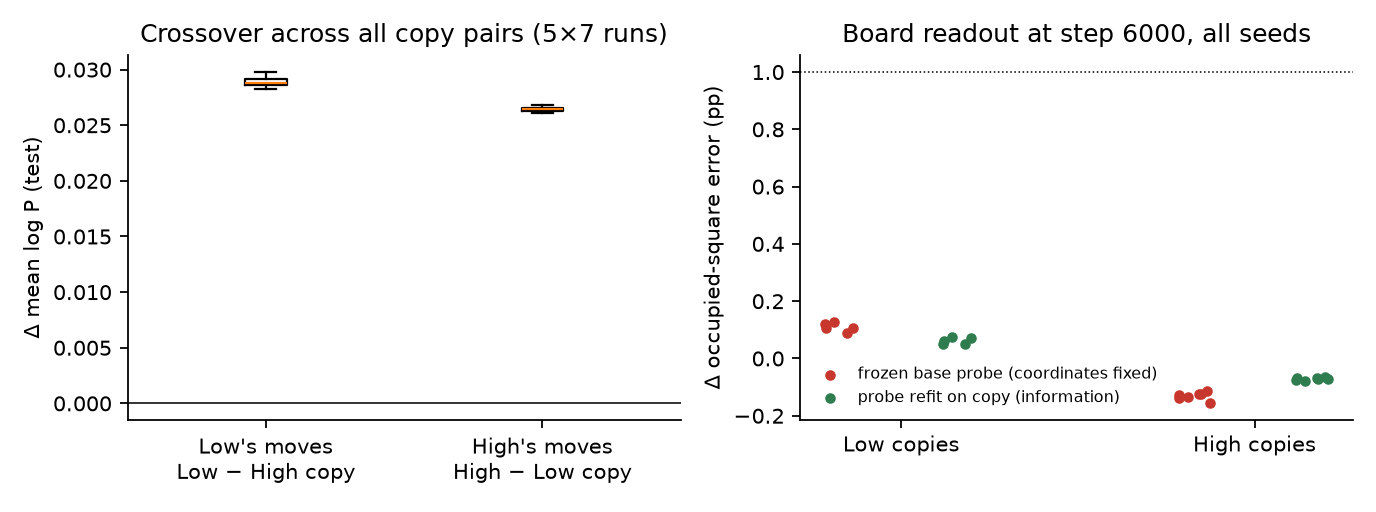 Crossover across all copy pairs (5×7 runs)
Δ mean log P (test)
0.030
0.025
0.020
0.015
0.010
0.005
0.000
Low's moves
Low − High copy
High's moves
High − Low copy
Board readout at step 6000, all seeds
Δ occupied-square error (pp)
1.0
0.8
0.6
0.4
0.2
0.0
−0.2
frozen base probe (coordinates fixed)
probe refit on copy (information)
Low copies
High copies